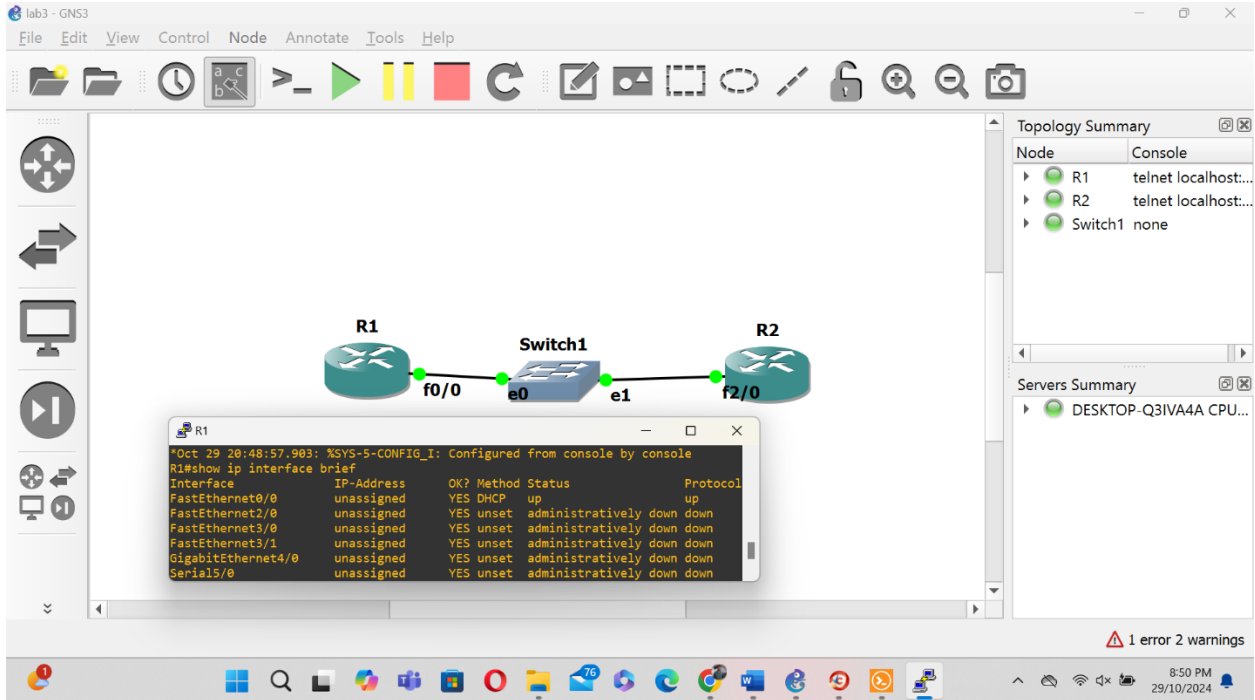 lab3 - GNS3
File Edit View Control Node Annotate Tools Help
Topology Summary
Node Console
R1 telnet localhost:...
R2 telnet localhost:...
Switch1 none
R1
Switch1
R2
f0/0
e0
e1
f2/0
Servers Summary
DESKTOP-Q3IVA4A CPU...
R1
*Oct 29 20:48:57.903: %SYS-5-CONFIG_I: Configured from console by console
R1#show ip interface brief
Interface IP-Address OK? Method Status Protocol
FastEthernet0/0 unassigned YES DHCP up up
FastEthernet2/0 unassigned YES unset administratively down down
FastEthernet3/0 unassigned YES unset administratively down down
FastEthernet3/1 unassigned YES unset administratively down down
GigabitEthernet4/0 unassigned YES unset administratively down down
Serial5/0 unassigned YES unset administratively down down
1 error 2 warnings
1
76
8:50 PM
29/10/2024